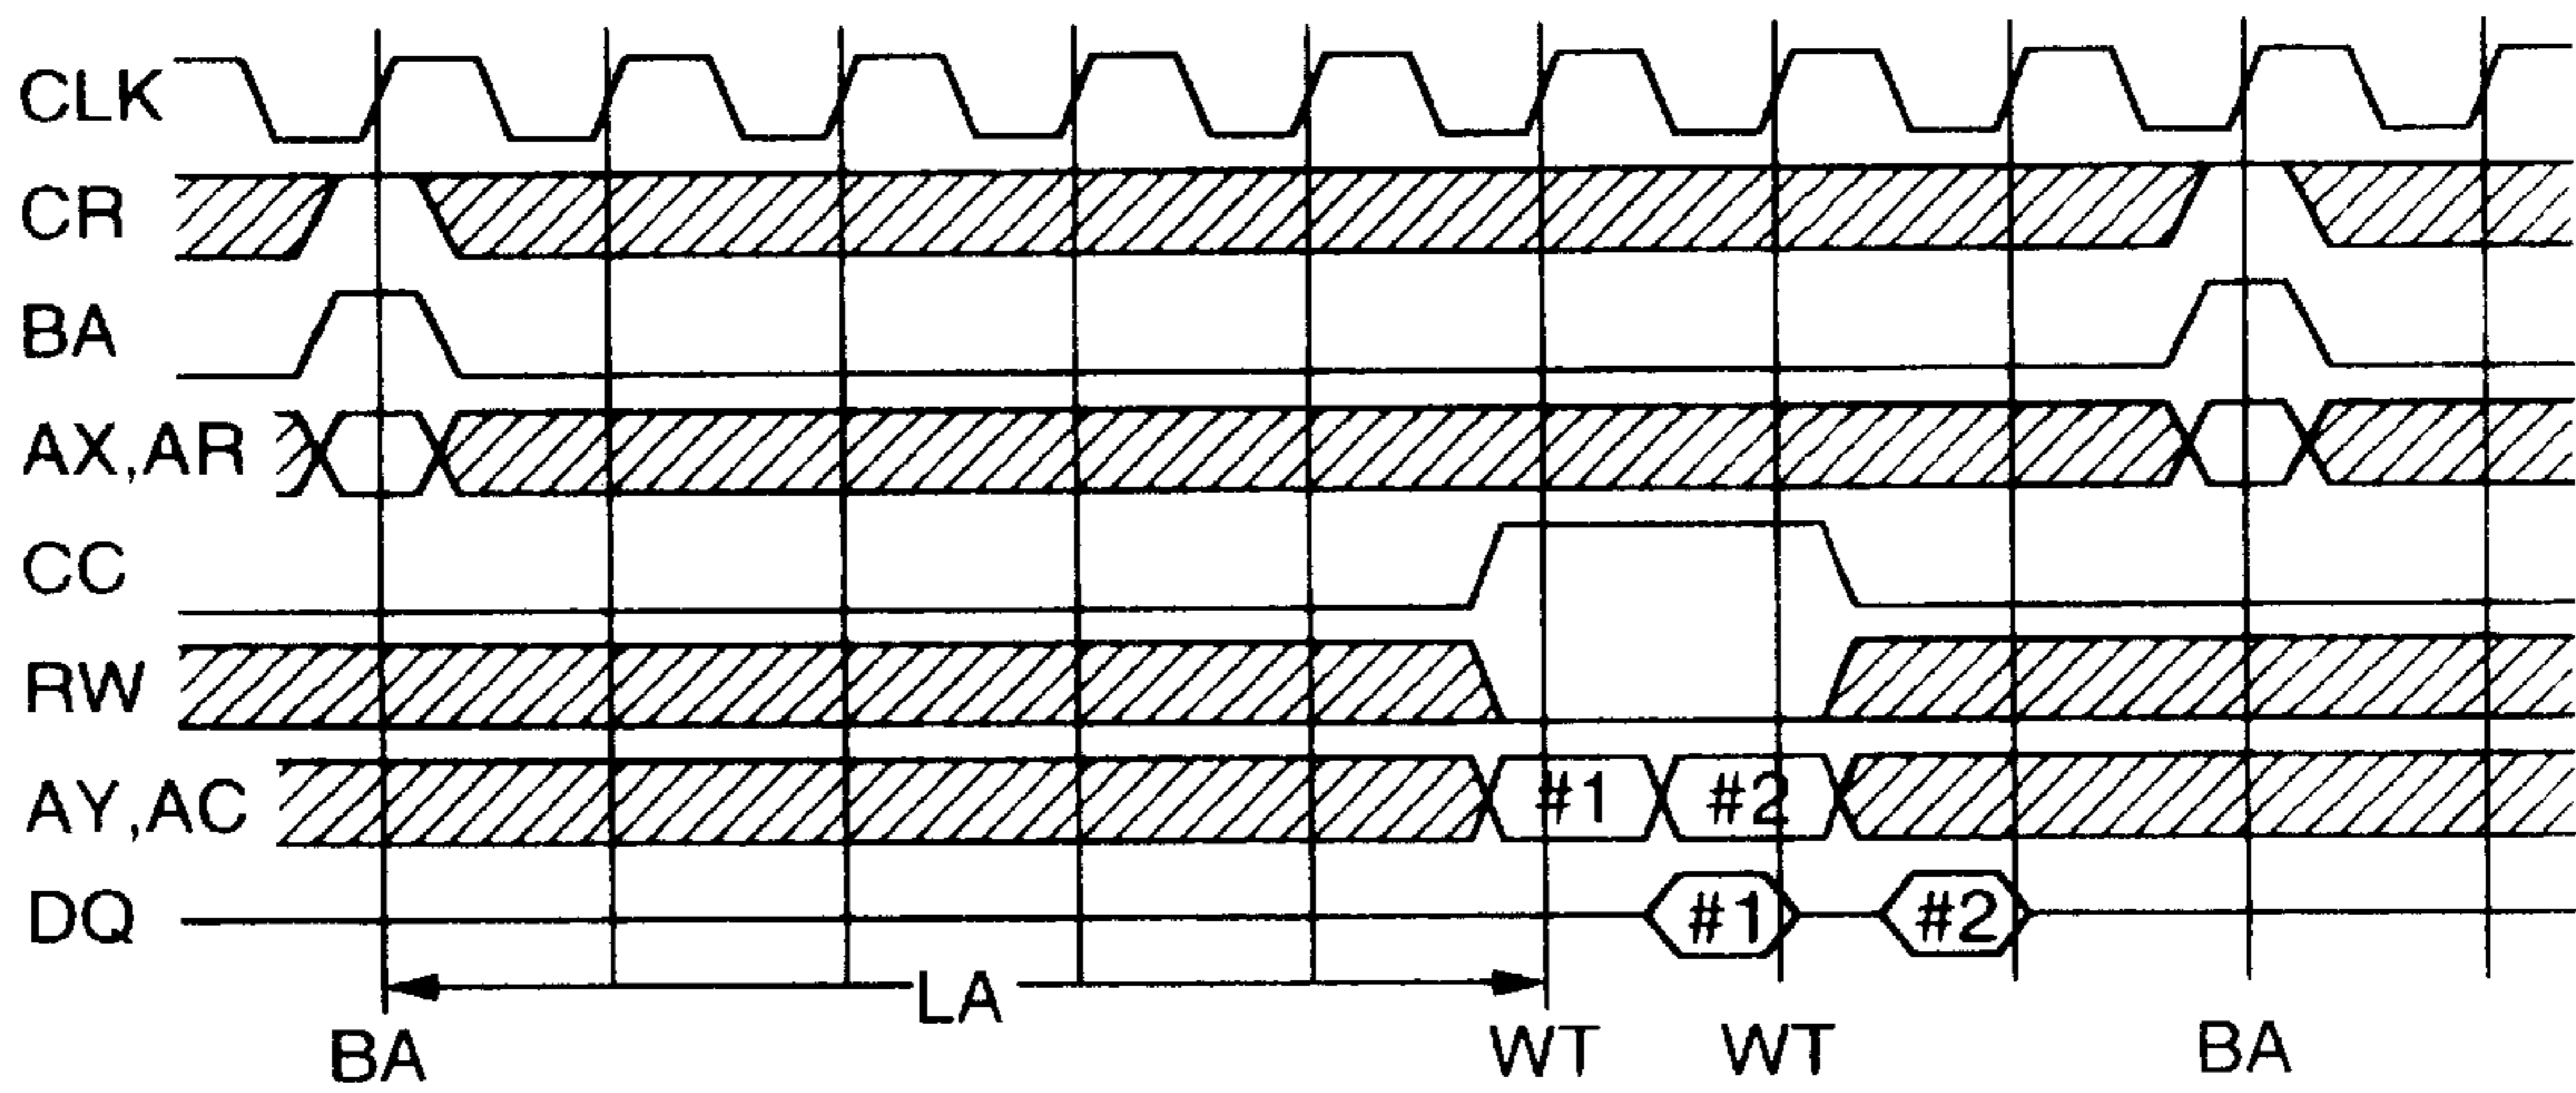 CLK
CR
BA
AX,AR
CC
RW
AY,AC #1 #2
DQ #1 #2
LA
BA WT WT BA